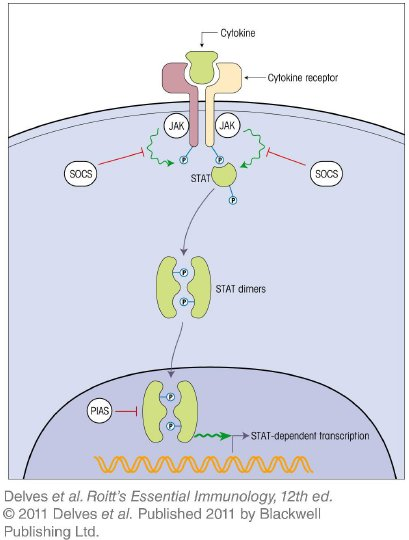 Cytokine
Cytokine receptor
JAK
JAK
SOCS
P
P
SOCS
STAT
P
P
STAT dimers
P
PIAS
P
P
STAT-dependent transcription
Delves et al. Roitt's Essential Immunology, 12th ed.
© 2011 Delves et al. Published 2011 by Blackwell
Publishing Ltd.